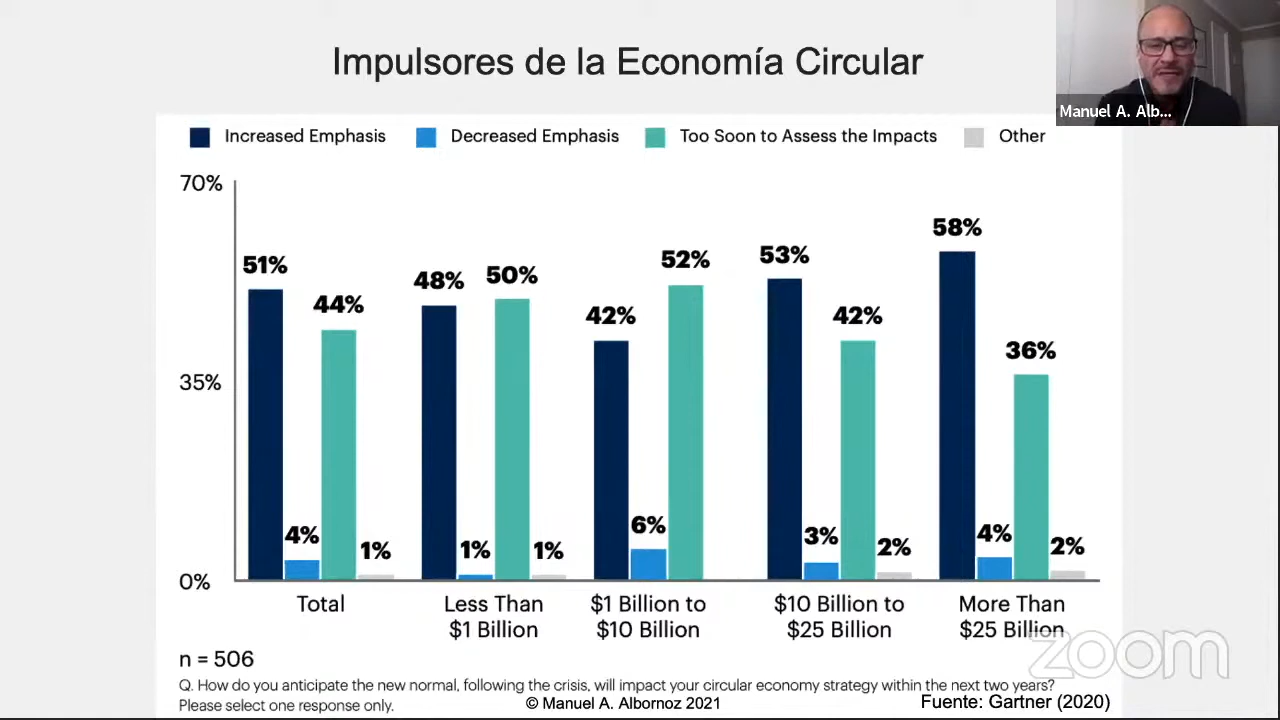 Impulsores de la Economía Circular
Manuel A. Alb...
Increased Emphasis Decreased Emphasis Too Soon to Assess the Impacts Other
70%
35%
0%
51% 4% 44% 1%
48% 1% 50% 1%
42% 6% 52%
53% 3% 42% 2%
58% 4% 36% 2%
Total
Less Than
$1 Billion
$1 Billion to
$10 Billion
$10 Billion to
$25 Billion
More Than
$25 Billion
zoom
n = 506
Q. How do you anticipate the new normal, following the crisis, will impact your circular economy strategy within the next two years?
Please select one response only.
© Manuel A. Albornoz 2021
Fuente: Gartner (2020)